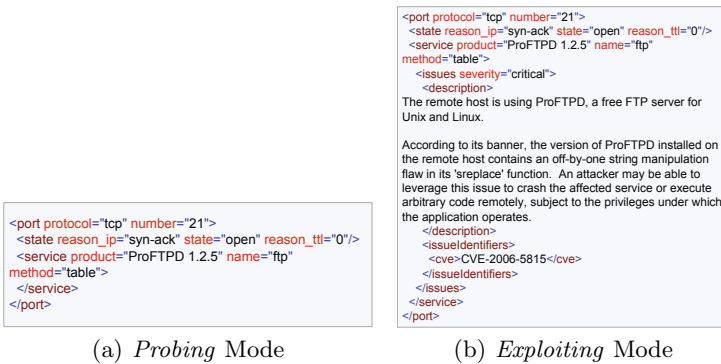 <port protocol="tcp" number="21">
<state reason_ip="syn-ack" state="open" reason_ttl="0"/>
<service product="ProFTPD 1.2.5" name="ftp"
method="table">
</service>
</port>
(a) Probing Mode
<port protocol="tcp" number="21">
<state reason_ip="syn-ack" state="open" reason_ttl="0"/>
<service product="ProFTPD 1.2.5" name="ftp"
method="table">
<issues severity="critical">
<description>
The remote host is using ProFTPD, a free FTP server for
Unix and Linux.
According to its banner, the version of ProFTPD installed on
the remote host contains an off-by-one string manipulation
flaw in its 'sreplace' function. An attacker may be able to
leverage this issue to crash the affected service or execute
arbitrary code remotely, subject to the privileges under which
the application operates.
</description>
<issueIdentifiers>
<cve>CVE-2006-5815</cve>
</issueIdentifiers>
</issues>
</service>
</port>
(b) Exploiting Mode